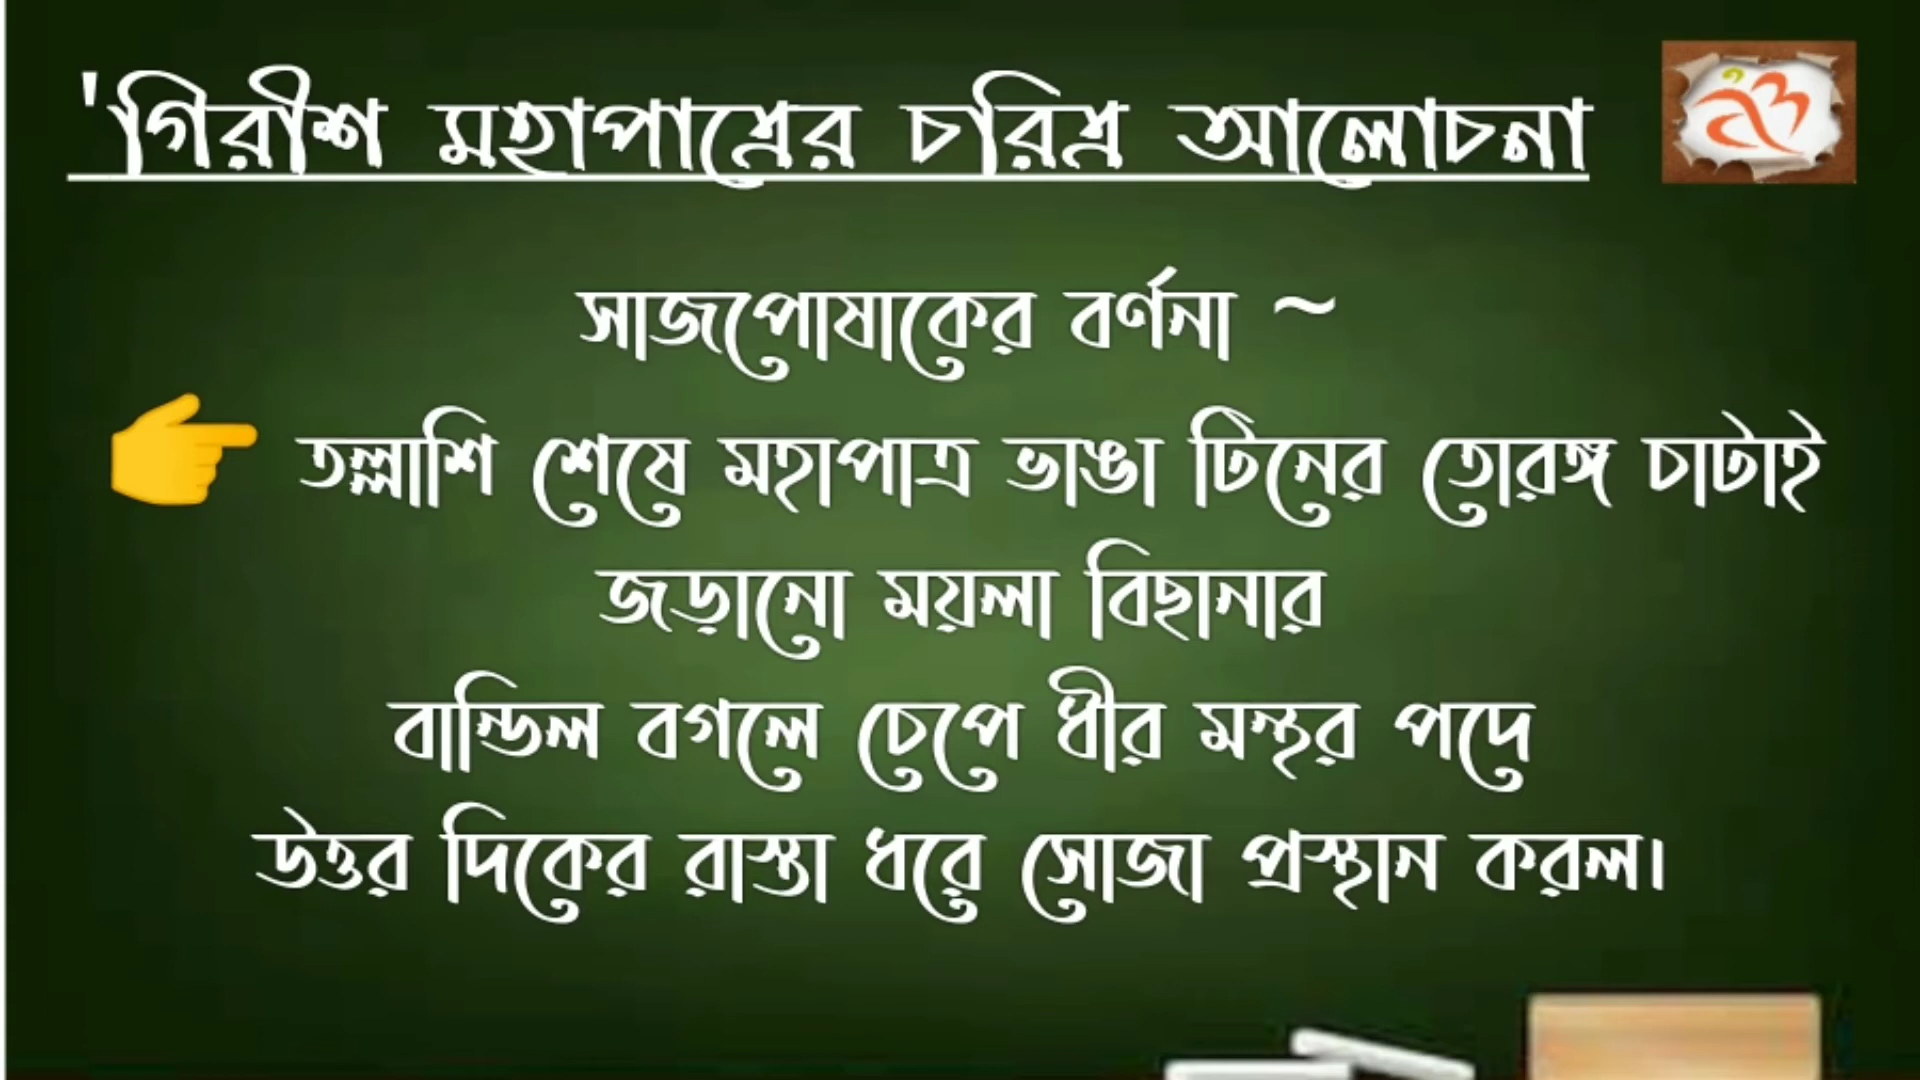 'গিরীশ মহাপাত্রের চরিত্র আলোচনা
সাজপোষাকের বর্ণনা ~
তল্লাশি শেষে মহাপাত্র ভাঙা টিনের তোরঙ্গ চাটাই
জড়ানো ময়লা বিছানার
বান্ডিল বগলে চেপে ধীর মন্থর পদে
উত্তর দিকের রাস্তা ধরে সোজা প্রস্থান করল।